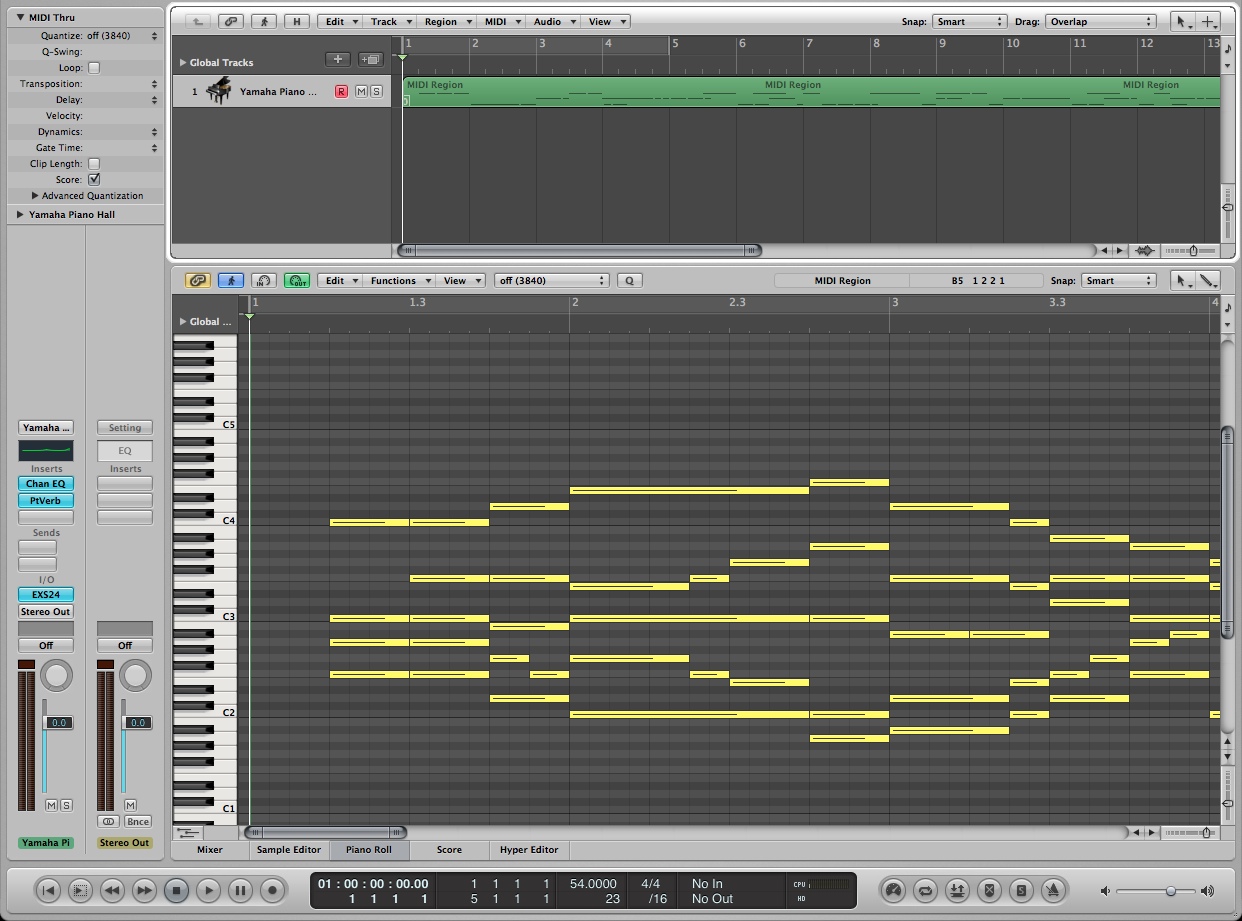 MIDI Thru
Quantize: off (3840)
Q-Swing:
Loop:
Transposition:
Delay:
Velocity:
Dynamics:
Gate Time:
Clip Length:
Score:
Advanced Quantization
Yamaha Piano Hall
H Edit Track Region MIDI Audio View Snap: Smart Drag: Overlap
1 2 3 4 5 6 7 8 9 10 11 12 13
Global Tracks
1 Yamaha Piano ... R M S
MIDI Region MIDI Region MIDI Region
IN OUT Edit Functions View off (3840) Q MIDI Region B5 1 2 2 1 Snap: Smart
1 1.3 2 2.3 3 3.3 4
Global ...
C5
C4
C3
C2
C1
Yamaha ... Setting
EQ
Inserts Inserts
Chan EQ
PtVerb
Sends
I/O
EXS24
Stereo Out
Off Off
0.0 0.0
M S M
Bnce
Yamaha Pi Stereo Out
Mixer Sample Editor Piano Roll Score Hyper Editor
01 : 00 : 00 : 00.00 1 1 1 1 54.0000 4/4 No In CPU
1 1 1 1 5 1 1 1 23 /16 No Out HD
S